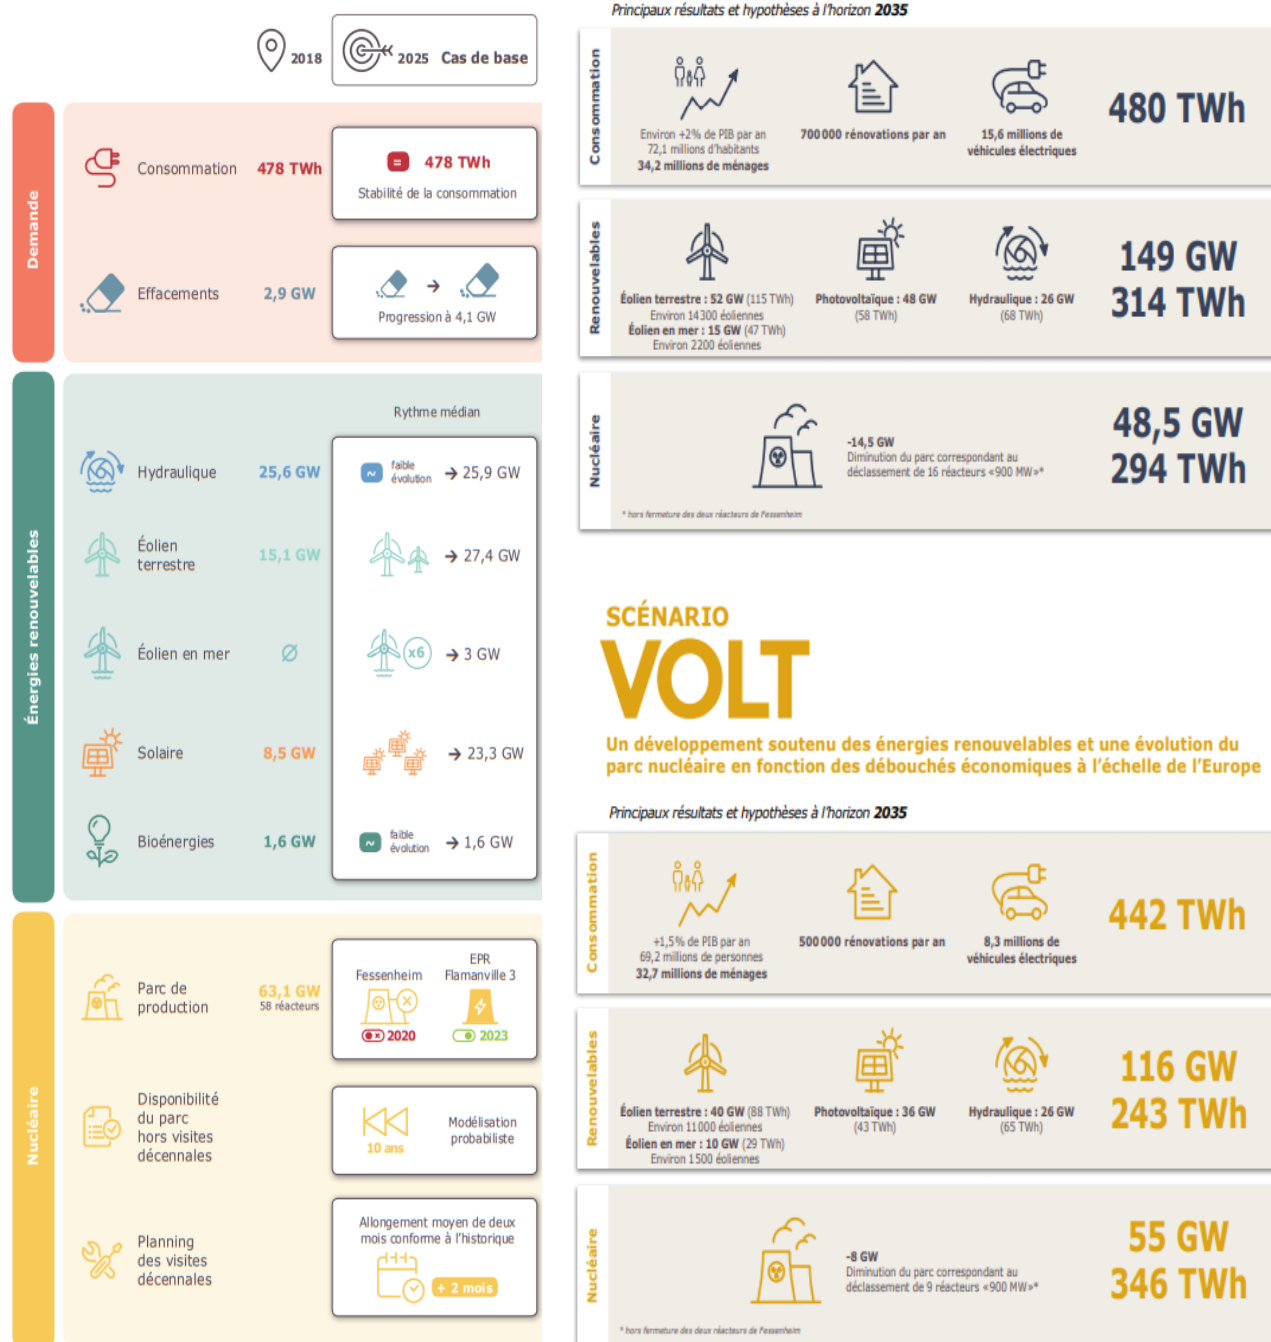 2018
2025 Cas de base
Demande
Consommation 478 TWh
= 478 TWh
Stabilité de la consommation
Effacements 2,9 GW
→
Progression à 4,1 GW
Énergies renouvelables
Rythme médian
Hydraulique 25,6 GW
~ faible
évolution → 25,9 GW
Éolien
terrestre 15,1 GW
→ 27,4 GW
Éolien en mer Ø
x6 → 3 GW
Solaire 8,5 GW
→ 23,3 GW
Bioénergies 1,6 GW
~ faible
évolution → 1,6 GW
Nucléaire
Parc de
production
63,1 GW
58 réacteurs
Fessenheim
2020
EPR
Flamanville 3
2023
Disponibilité
du parc
hors visites
décennales
10 ans
Modélisation
probabiliste
Planning
des visites
décennales
Allongement moyen de deux
mois conforme à l'historique
+ 2 mois
Principaux résultats et hypothèses à l'horizon 2035
Consommation
Environ +2% de PIB par an
72,1 millions d'habitants
34,2 millions de ménages
700 000 rénovations par an
15,6 millions de
véhicules électriques
480 TWh
Renouvelables
Éolien terrestre : 52 GW (115 TWh)
Environ 14 300 éoliennes
Éolien en mer : 15 GW (47 TWh)
Environ 2200 éoliennes
Photovoltaïque : 48 GW
(58 TWh)
Hydraulique : 26 GW
(68 TWh)
149 GW
314 TWh
Nucléaire
-14,5 GW
Diminution du parc correspondant au
déclassement de 16 réacteurs «900 MW»*
48,5 GW
294 TWh
* hors fermeture des deux réacteurs de Fessenheim
SCÉNARIO
VOLT
Un développement soutenu des énergies renouvelables et une évolution du
parc nucléaire en fonction des débouchés économiques à l'échelle de l'Europe
Principaux résultats et hypothèses à l'horizon 2035
Consommation
+1,5% de PIB par an
69,2 millions de personnes
32,7 millions de ménages
500 000 rénovations par an
8,3 millions de
véhicules électriques
442 TWh
Renouvelables
Éolien terrestre : 40 GW (88 TWh)
Environ 11 000 éoliennes
Éolien en mer : 10 GW (29 TWh)
Environ 1 500 éoliennes
Photovoltaïque : 36 GW
(43 TWh)
Hydraulique : 26 GW
(65 TWh)
116 GW
243 TWh
Nucléaire
-8 GW
Diminution du parc correspondant au
déclassement de 9 réacteurs «900 MW»*
55 GW
346 TWh
* hors fermeture des deux réacteurs de Fessenheim